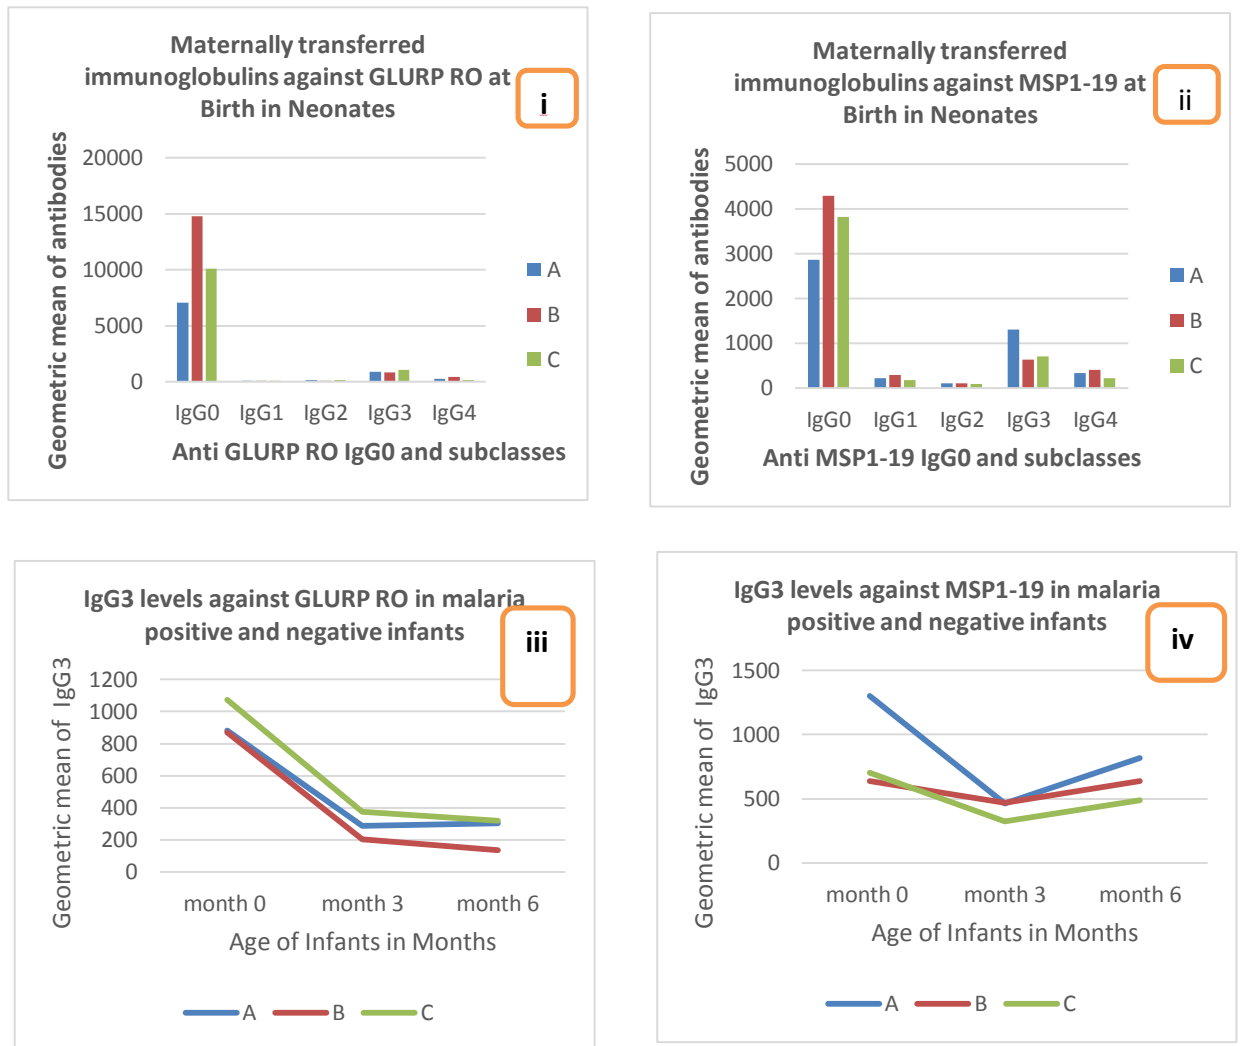 Maternally transferred
immunoglobulins against GLURP RO at
Birth in Neonates
i
Geometric mean of antibodies
20000
15000
10000
5000
0
IgG0 IgG1 IgG2 IgG3 IgG4
Anti GLURP RO IgG0 and subclasses
A
B
C
Maternally transferred
immunoglobulins against MSP1-19 at
Birth in Neonates
ii
Geometric mean of antibodies
5000
4000
3000
2000
1000
0
IgG0 IgG1 IgG2 IgG3 IgG4
Anti MSP1-19 IgG0 and subclasses
A
B
C
IgG3 levels against GLURP RO in malaria
positive and negative infants
iii
Geometric mean of IgG3
1200
1000
800
600
400
200
0
month 0 month 3 month 6
Age of Infants in Months
A B C
IgG3 levels against MSP1-19 in malaria
positive and negative infants
iv
Geometric mean of IgG3
1500
1000
500
0
month 0 month 3 month 6
Age of Infants in Months
A B C